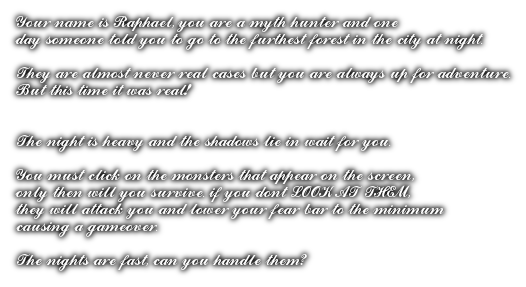 Your name is Raphael, you are a myth hunter and one
day someone told you to go to the furthest forest in the city at night.
They are almost never real cases but you are always up for adventure.
But this time it was real!
The night is heavy and the shadows lie in wait for you.
You must click on the monsters that appear on the screen,
only then will you survive, if you dont LOOK AT THEM,
they will attack you and lower your fear bar to the minimum
causing a gameover.
The nights are fast, can you handle them?